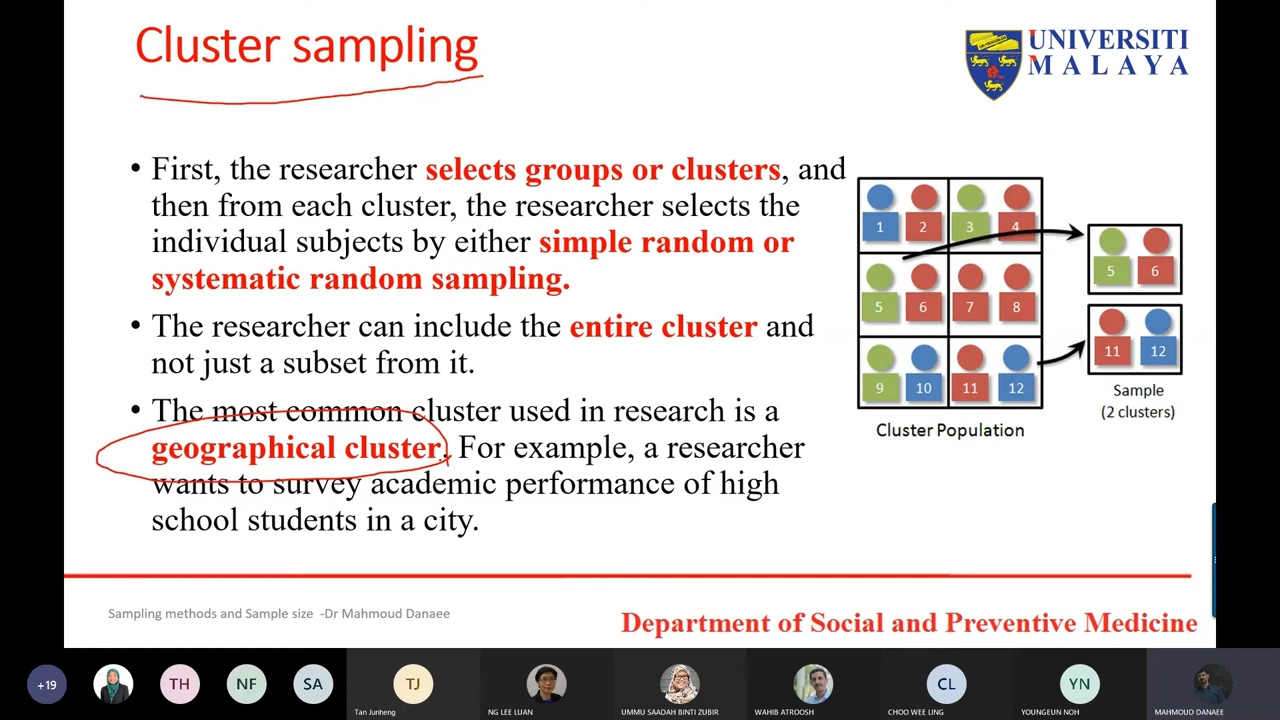 Cluster sampling
UNIVERSITI
MALAYA
• First, the researcher selects groups or clusters, and
then from each cluster, the researcher selects the
individual subjects by either simple random or
systematic random sampling.
• The researcher can include the entire cluster and
not just a subset from it.
• The most common cluster used in research is a
geographical cluster. For example, a researcher
wants to survey academic performance of high
school students in a city.
1 2 3 4
5 6 7 8
9 10 11 12
Cluster Population
5 6
11 12
Sample
(2 clusters)
Sampling methods and Sample size -Dr Mahmoud Danaee
Department of Social and Preventive Medicine
+19
TH
NF
SA
TJ
CL
YN
Tan Junheng
NG LEE LUAN
UMMU SAADAH BINTI ZUBIR
WAHIB ATROOSH
CHOO WEE LING
YOUNGEUN NOH
MAHMOUD DANAEE